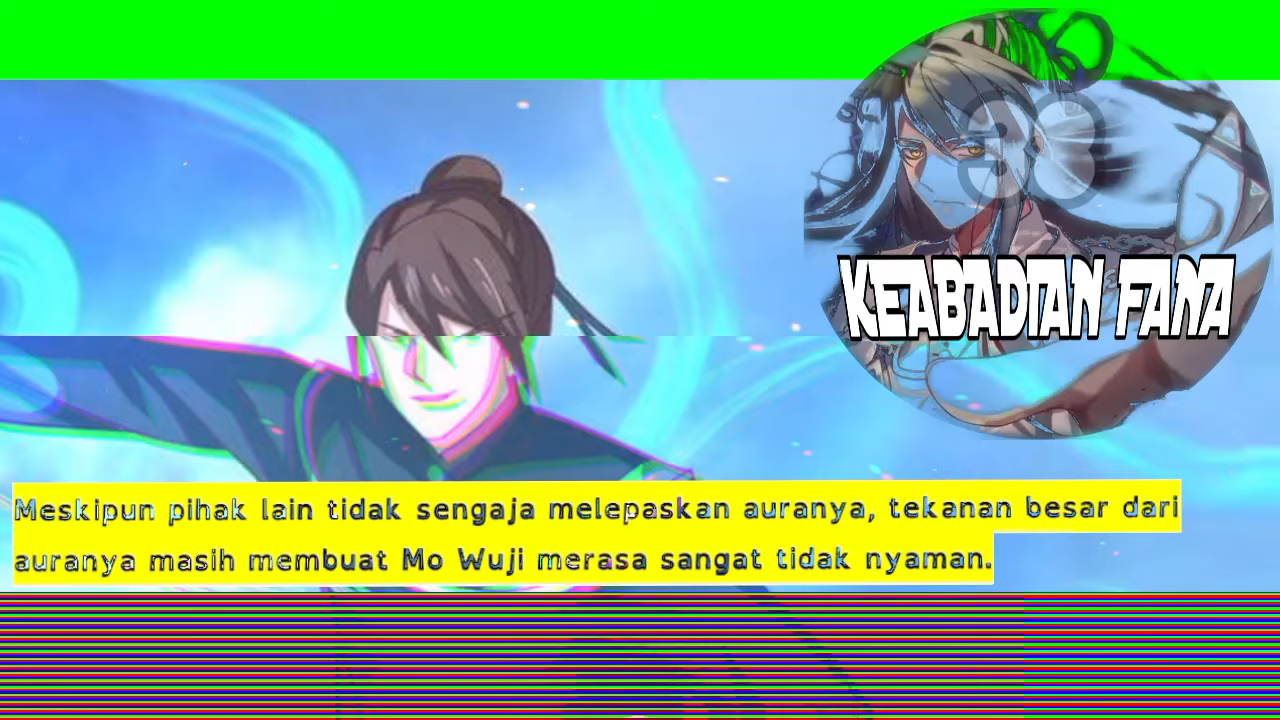 KEABADIAN FANA
Meskipun pihak lain tidak sengaja melepaskan auranya, tekanan besar dari
auranya masih membuat Mo Wuji merasa sangat tidak nyaman.